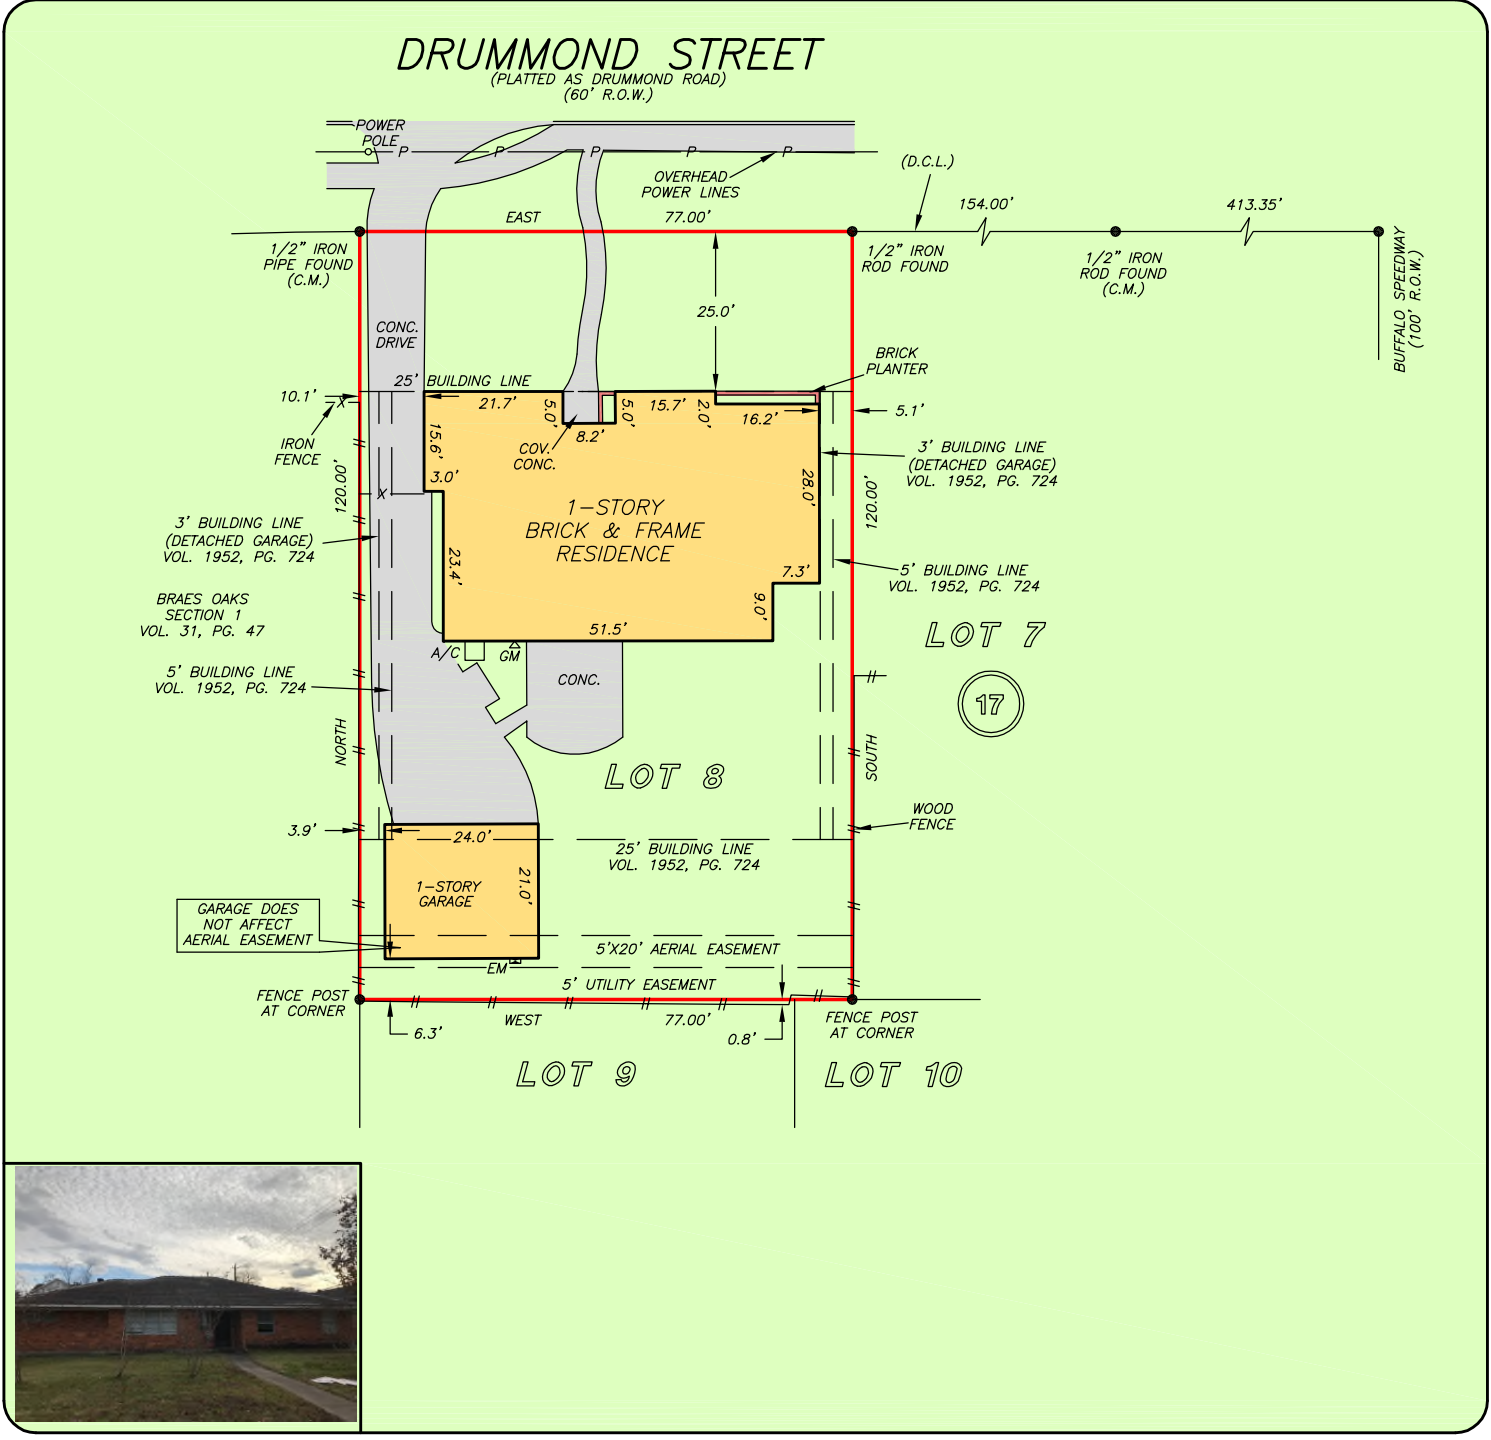 DRUMMOND STREET
(PLATTED AS DRUMMOND ROAD)
(60' R.O.W.)
POWER
POLE
P
P
P
P
P
OVERHEAD
POWER LINES
(D.C.L.)
EAST
77.00'
154.00'
413.35'
1/2" IRON
PIPE FOUND
(C.M.)
1/2" IRON
ROD FOUND
1/2" IRON
ROD FOUND
(C.M.)
BUFFALO SPEEDWAY
(100' R.O.W.)
25.0'
CONC.
DRIVE
BRICK
PLANTER
25' BUILDING LINE
10.1'
X
IRON
FENCE
21.7'
5.0'
8.2'
5.0'
15.7'
2.0'
16.2'
5.1'
COV.
CONC.
15.6'
3.0'
X
120.00'
28.0'
120.00'
3' BUILDING LINE
(DETACHED GARAGE)
VOL. 1952, PG. 724
1-STORY
BRICK & FRAME
RESIDENCE
3' BUILDING LINE
(DETACHED GARAGE)
VOL. 1952, PG. 724
23.4'
7.3'
9.0'
5' BUILDING LINE
VOL. 1952, PG. 724
BRAES OAKS
SECTION 1
VOL. 31, PG. 47
51.5'
LOT 7
17
A/C
GM
CONC.
5' BUILDING LINE
VOL. 1952, PG. 724
NORTH
SOUTH
LOT 8
WOOD
FENCE
3.9'
24.0'
25' BUILDING LINE
VOL. 1952, PG. 724
1-STORY
GARAGE
21.0'
GARAGE DOES
NOT AFFECT
AERIAL EASEMENT
5'X20' AERIAL EASEMENT
EM
5' UTILITY EASEMENT
FENCE POST
AT CORNER
6.3'
WEST
77.00'
0.8'
FENCE POST
AT CORNER
LOT 9
LOT 10